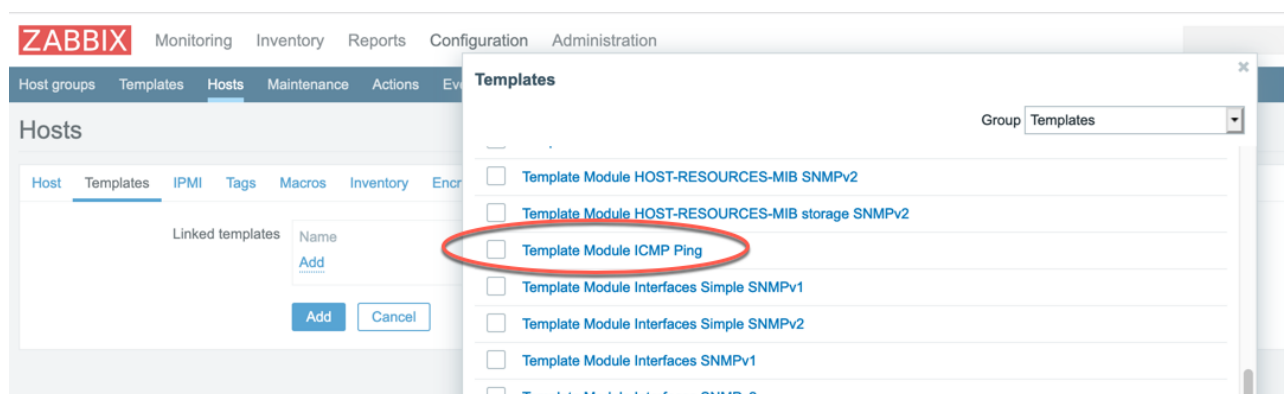 ZABBIX Monitoring Inventory Reports Configuration Administration
Host groups Templates Hosts Maintenance Actions
Templates
Group Templates
Hosts
Host Templates IPMI Tags Macros Inventory Encr
Linked templates Name
Add
Add Cancel
Template Module HOST-RESOURCES-MIB SNMPv2
Template Module HOST-RESOURCES-MIB storage SNMPv2
Template Module ICMP Ping
Template Module Interfaces Simple SNMPv1
Template Module Interfaces Simple SNMPv2
Template Module Interfaces SNMPv1